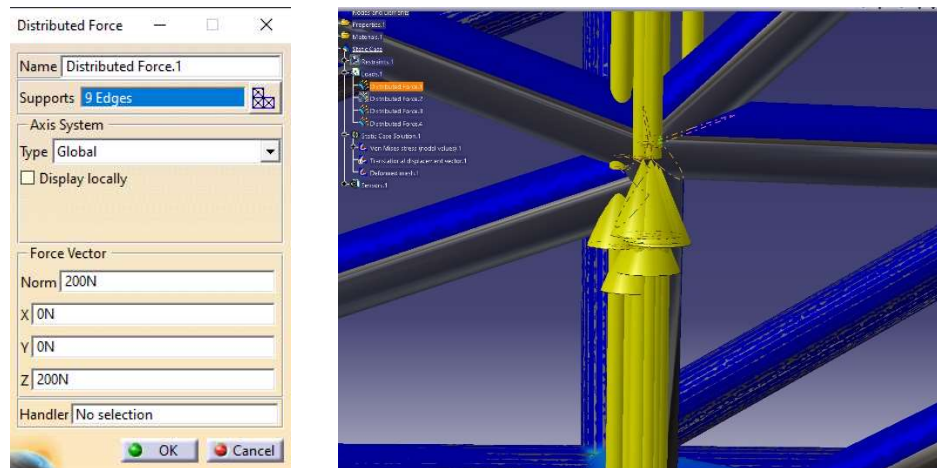 Distributed Force
Name Distributed Force.1
Supports 9 Edges
Axis System
Type Global
Display locally
Force Vector
Norm 200N
X 0N
Y 0N
Z 200N
Handler No selection
OK Cancel
Nodes and Elements
Properties.1
Materials.1
Static Case
Restraints.1
Loads.1
Distributed Force.1
Distributed Force.2
Distributed Force.3
Distributed Force.4
Static Case Solution.1
Von Mises stress (nodal values).1
Translational displacement vector.1
Deformed mesh.1
Sensors.1